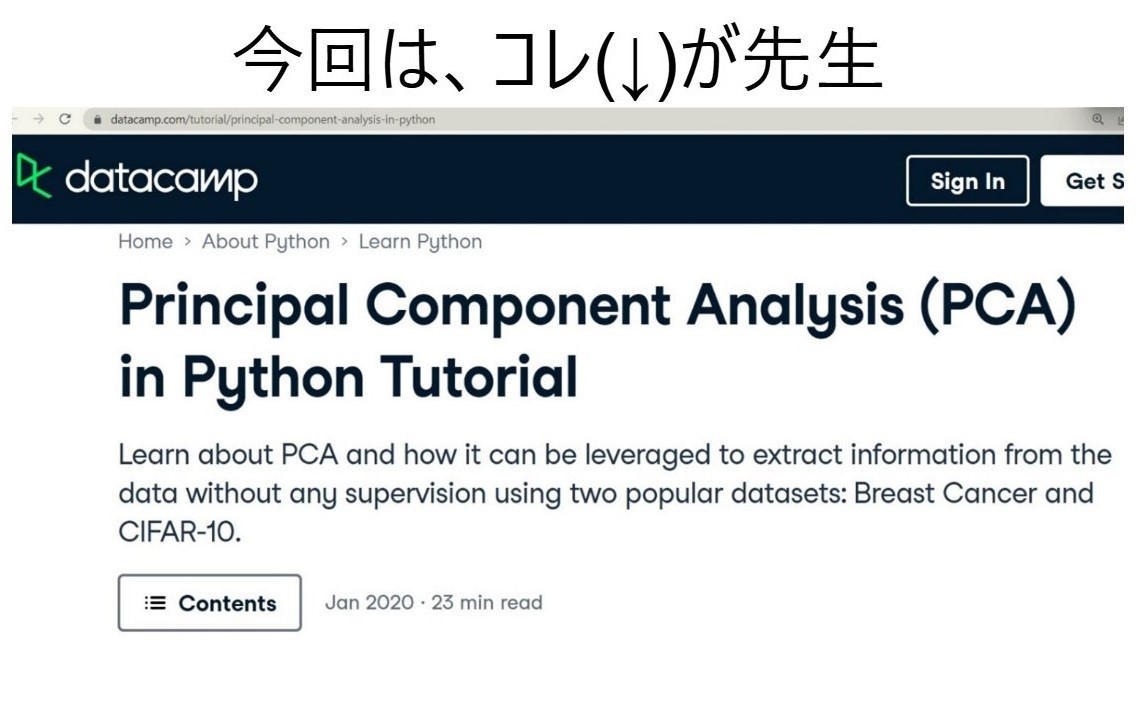 今回は、コレ(↓)が先生
datacamp.com/tutorial/principal-component-analysis-in-python
datacamp
Sign In
Get S
Home > About Python > Learn Python
Principal Component Analysis (PCA)
in Python Tutorial
Learn about PCA and how it can be leveraged to extract information from the
data without any supervision using two popular datasets: Breast Cancer and
CIFAR-10.
Contents
Jan 2020 · 23 min read